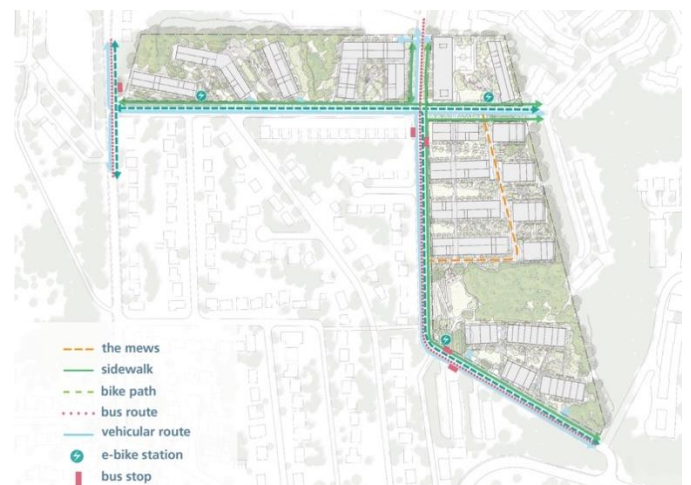 the mews
sidewalk
bike path
bus route
vehicular route
e-bike station
bus stop